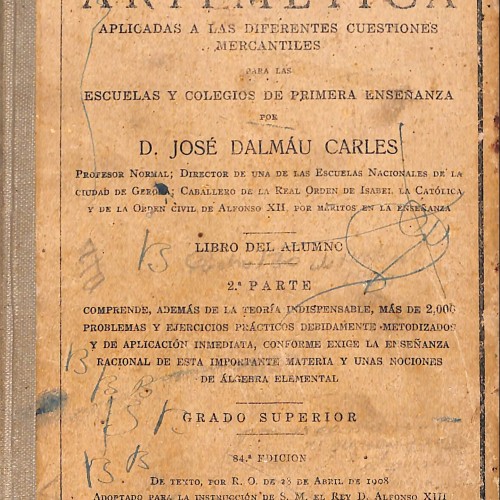 ARITMÉTICA
APLICADAS A LAS DIFERENTES CUESTIONES
MERCANTILES
PARA LAS
ESCUELAS Y COLEGIOS DE PRIMERA ENSEÑANZA
POR
D. JOSÉ DALMÁU CARLES
PROFESOR NORMAL; DIRECTOR DE UNA DE LAS ESCUELAS NACIONALES DE LA
CIUDAD DE GERONA; CABALLERO DE LA REAL ORDEN DE ISABEL LA CATÓLICA
Y DE LA ORDEN CIVIL DE ALFONSO XII, POR MÉRITOS EN LA ENSEÑANZA
LIBRO DEL ALUMNO
B
2.ª PARTE
COMPRENDE, ADEMÁS DE LA TEORÍA INDISPENSABLE, MÁS DE 2,000
PROBLEMAS Y EJERCICIOS PRÁCTICOS DEBIDAMENTE METODIZADOS
Y DE APLICACIÓN INMEDIATA, CONFORME EXIGE LA ENSEÑANZA
RACIONAL DE ESTA IMPORTANTE MATERIA Y UNAS NOCIONES
DE ÁLGEBRA ELEMENTAL
B
B B
GRADO SUPERIOR
B
B B
84.ª EDICION
DE TEXTO, POR R. O. DE 28 DE ABRIL DE 1908
ADOPTADO PARA LA INSTRUCCIÓN DE S. M. EL REY D. ALFONSO XIII